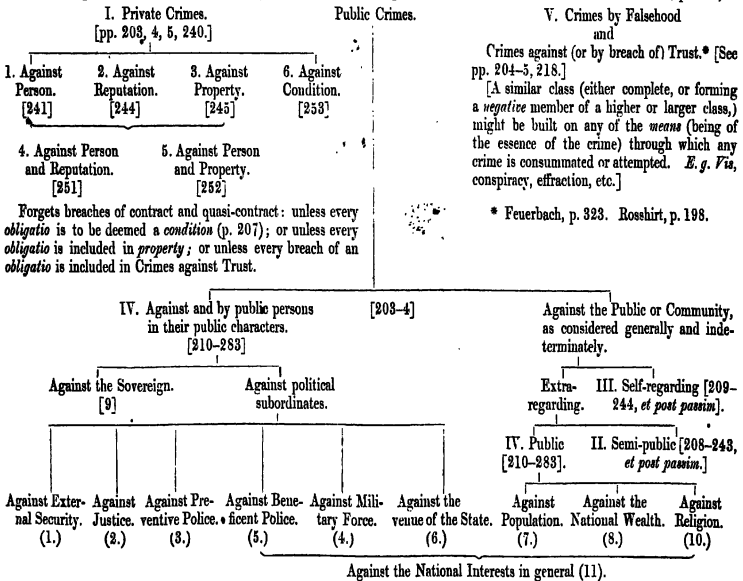 I. Private Crimes.
[pp. 203, 4, 5, 240.]
1. Against
Person.
[241]
2. Against
Reputation.
[244]
3. Against
Property.
[245]
6. Against
Condition.
[253]
4. Against Person
and Reputation.
[251]
5. Against Person
and Property.
[252]
Forgets breaches of contract and quasi-contract: unless every
obligatio is to be deemed a condition (p. 207); or unless every
obligatio is included in property; or unless every breach of an
obligatio is included in Crimes against Trust.
Public Crimes.
V. Crimes by Falsehood
and
Crimes against (or by breach of) Trust.* [See
pp. 204-5, 218.]
[A similar class (either complete, or forming
a negative member of a higher or larger class,)
might be built on any of the means (being of
the essence of the crime) through which any
crime is consummated or attempted. E. g. Vis,
conspiracy, effraction, etc.]
* Feuerbach, p. 323. Rosshirt, p. 198.
IV. Against and by public persons
in their public characters.
[210-283]
[203-4]
Against the Public or Community,
as considered generally and inde-
terminately.
Against the Sovereign.
[9]
Against political
subordinates.
Extra-
regarding.
III. Self-regarding [209-
244, et post passim].
IV. Public
[210-283].
II. Semi-public [208-243,
et post passim.]
Against Exter-
nal Security.
(1.)
Against
Justice.
(2.)
Against Pre-
ventive Police.
(3.)
Against Bene-
ficent Police.
(5.)
Against Mili-
tary Force.
(4.)
Against the
venue of the State.
(6.)
Against
Population.
(7.)
Against the
National Wealth.
(8.)
Against
Religion.
(10.)
Against the National Interests in general (11).